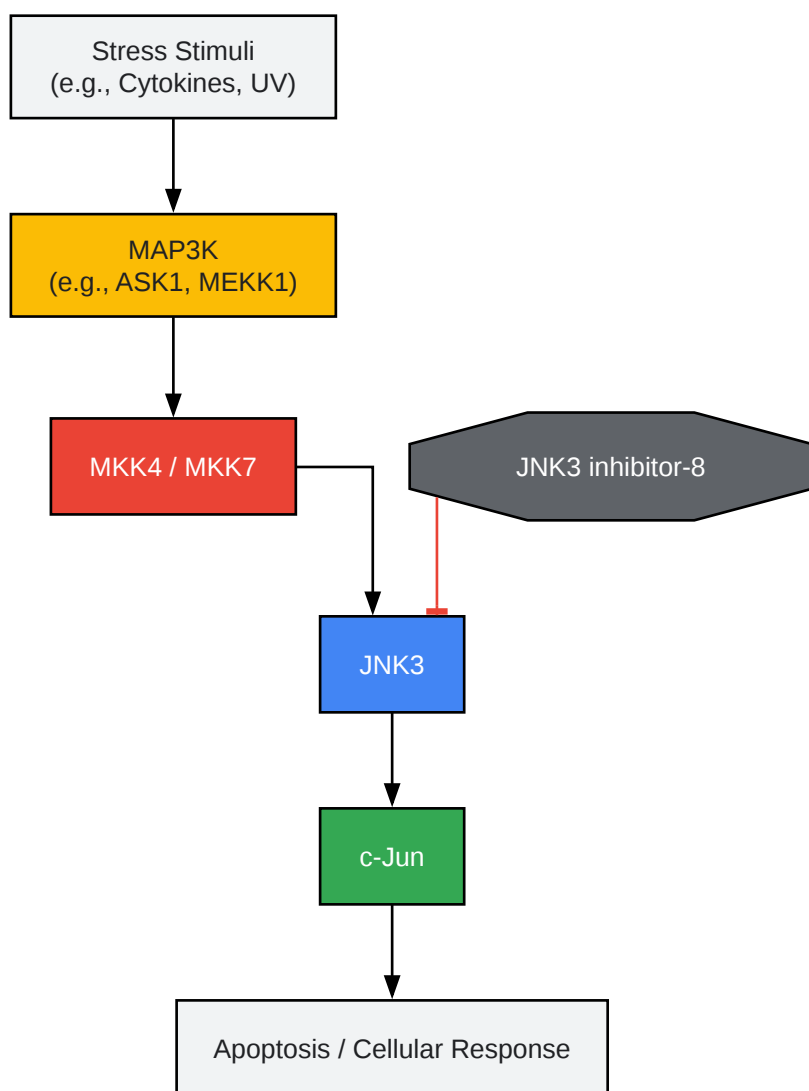 Stress Stimuli
(e.g., Cytokines, UV)
MAP3K
(e.g., ASK1, MEKK1)
MKK4 / MKK7
JNK3 inhibitor-8
JNK3
c-Jun
Apoptosis / Cellular Response